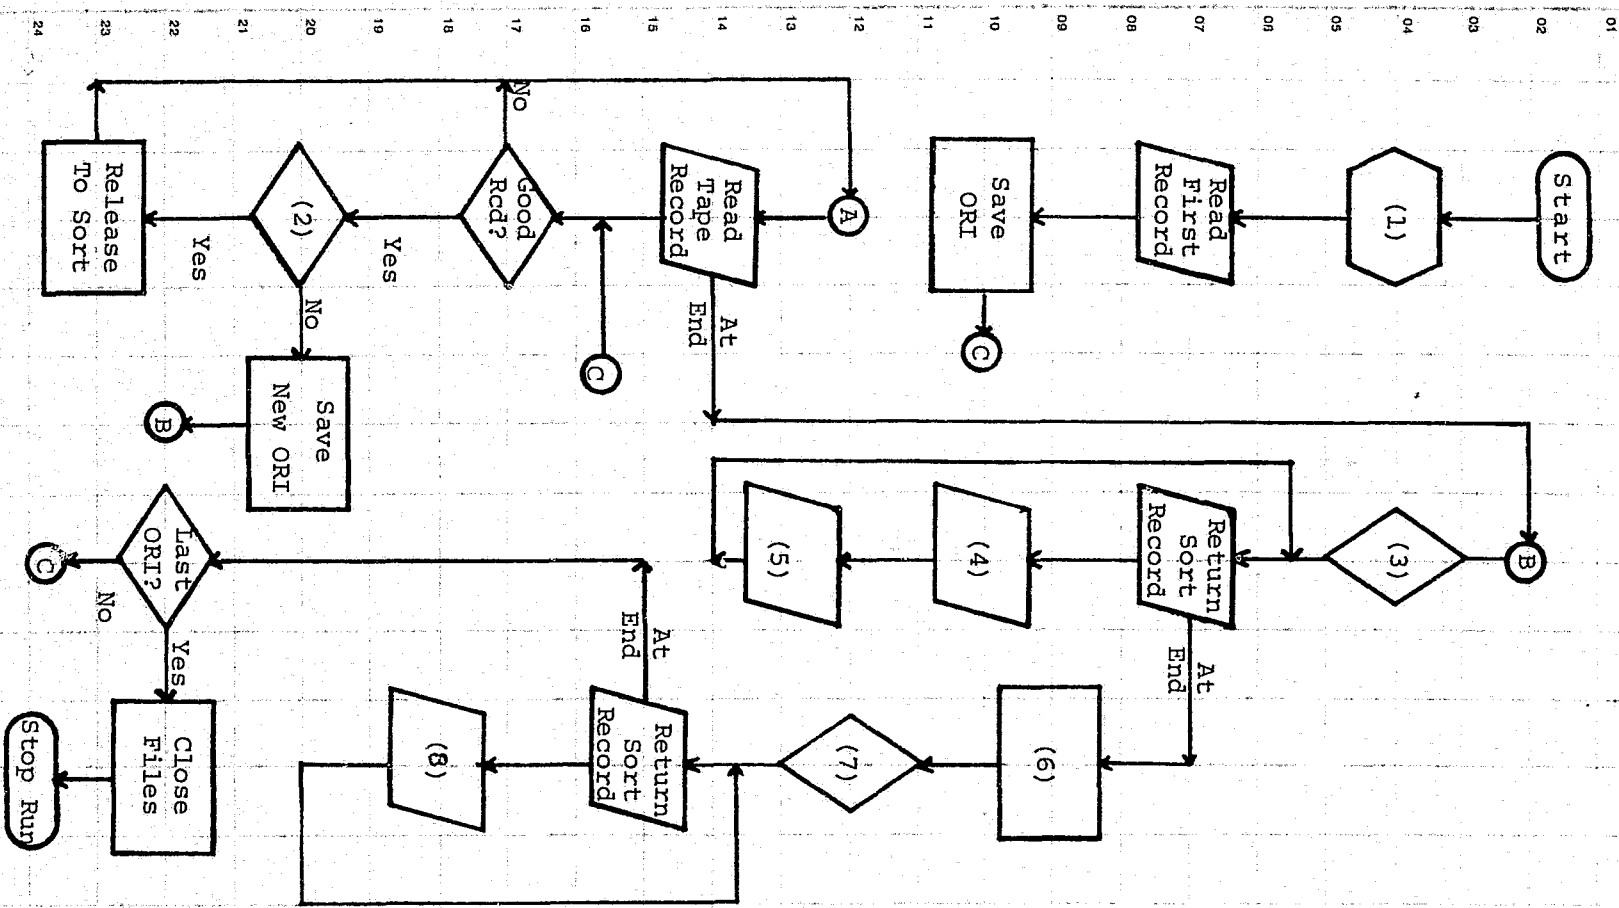 01
02
03
04
05
06
07
08
09
10
11
12
13
14
15
16
17
18
19
20
21
22
23
24
Start
(1)
Read
First
Record
Save
ORI
C
A
Read
Tape
Record
At
End
C
Good
Rcd?
No
Yes
(2)
No
Yes
Save
New ORI
B
Release
To Sort
B
(3)
Return
Sort
Record
At
End
(4)
(5)
(6)
(7)
Return
Sort
Record
At
End
(8)
Last
ORI?
No
C
Yes
Close
Files
Stop Run